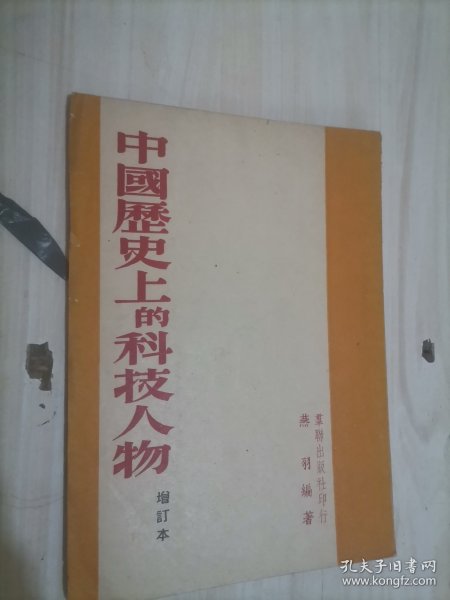 中國歷史上的科技人物
增訂本
羣聯出版社印行
燕羽編著
孔夫子旧书网
www.kongfz.com